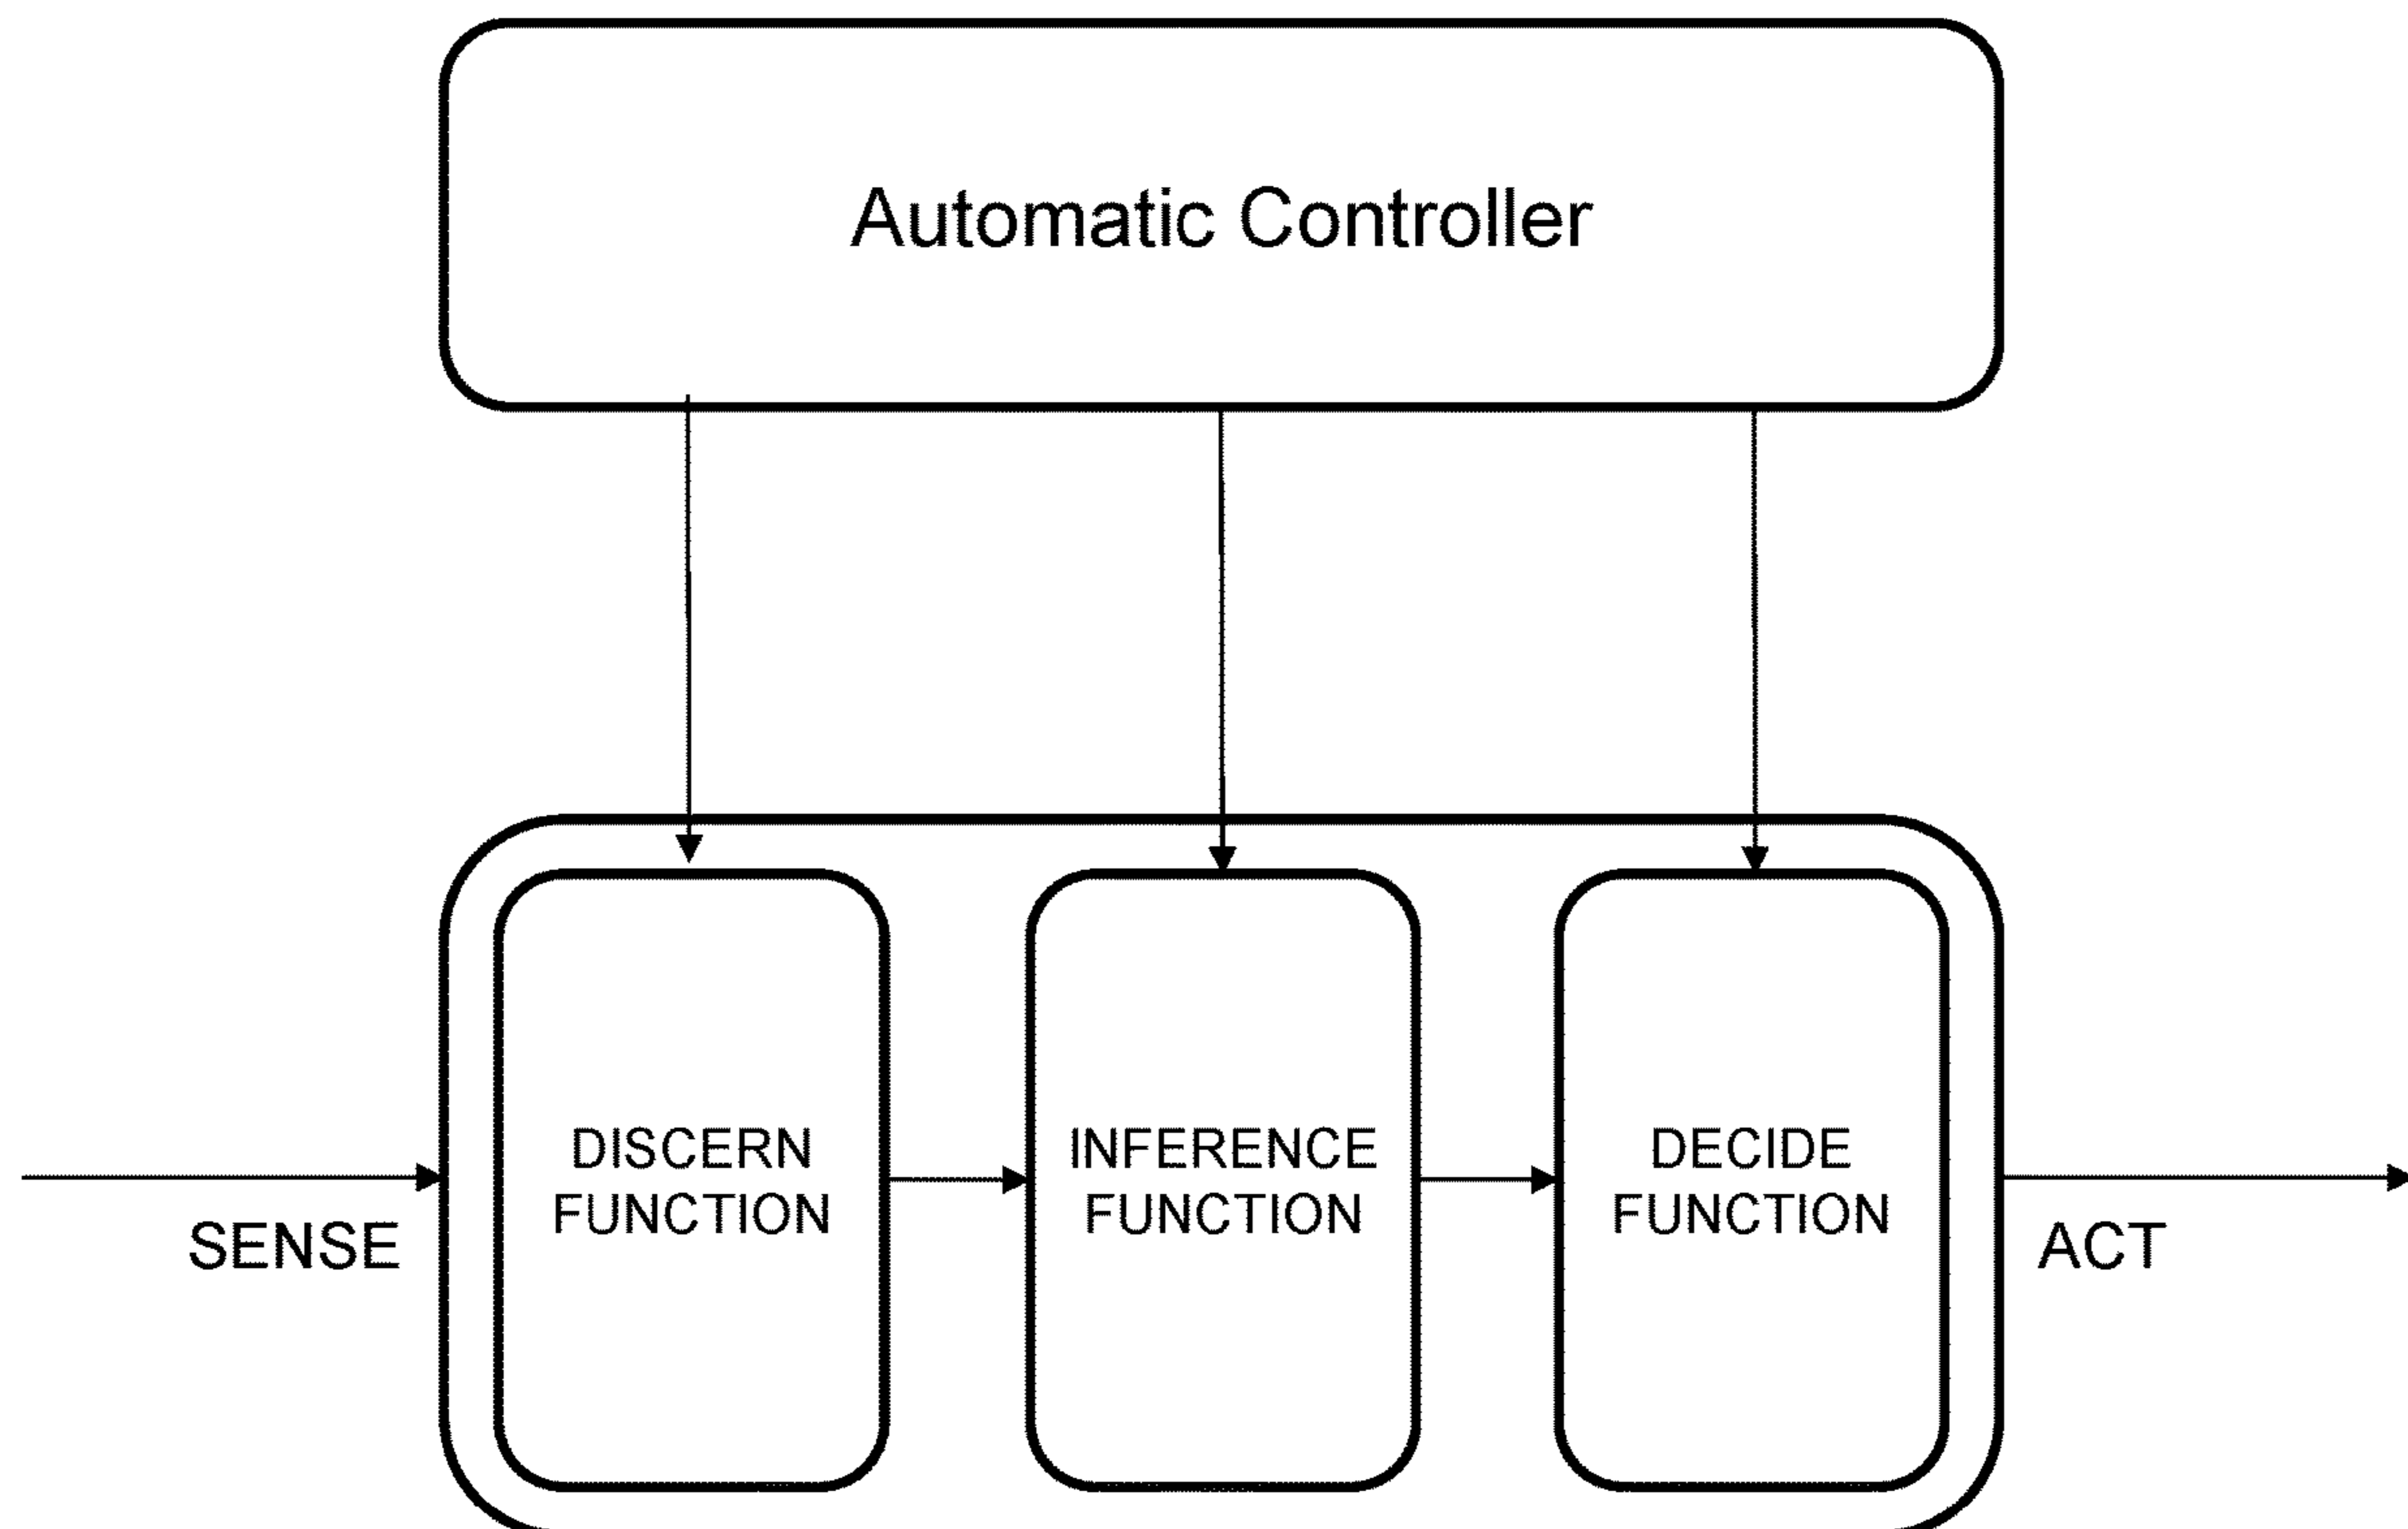 Automatic Controller
SENSE
DISCERN
FUNCTION
INFERENCE
FUNCTION
DECIDE
FUNCTION
ACT